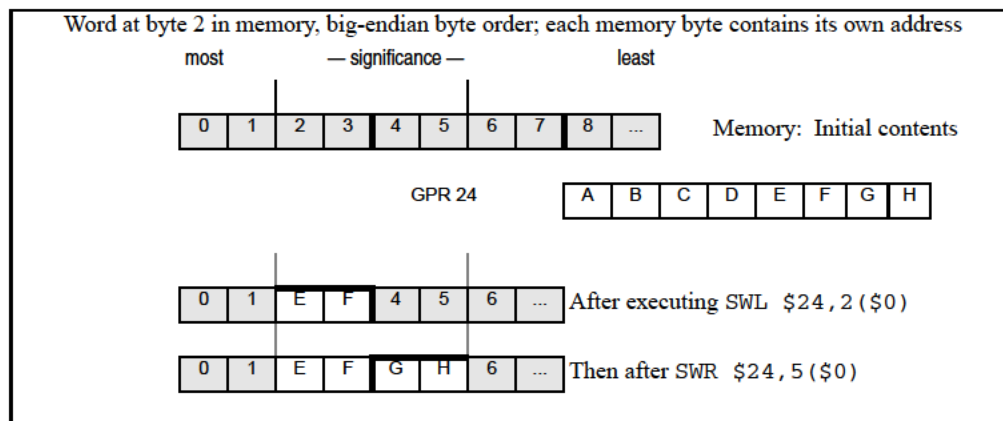 Word at byte 2 in memory, big-endian byte order; each memory byte contains its own address
most — significance — least
0 1 2 3 4 5 6 7 8 ... Memory: Initial contents
GPR 24 A B C D E F G H
0 1 E F 4 5 6 ... After executing SWL $24,2($0)
0 1 E F G H 6 ... Then after SWR $24,5($0)